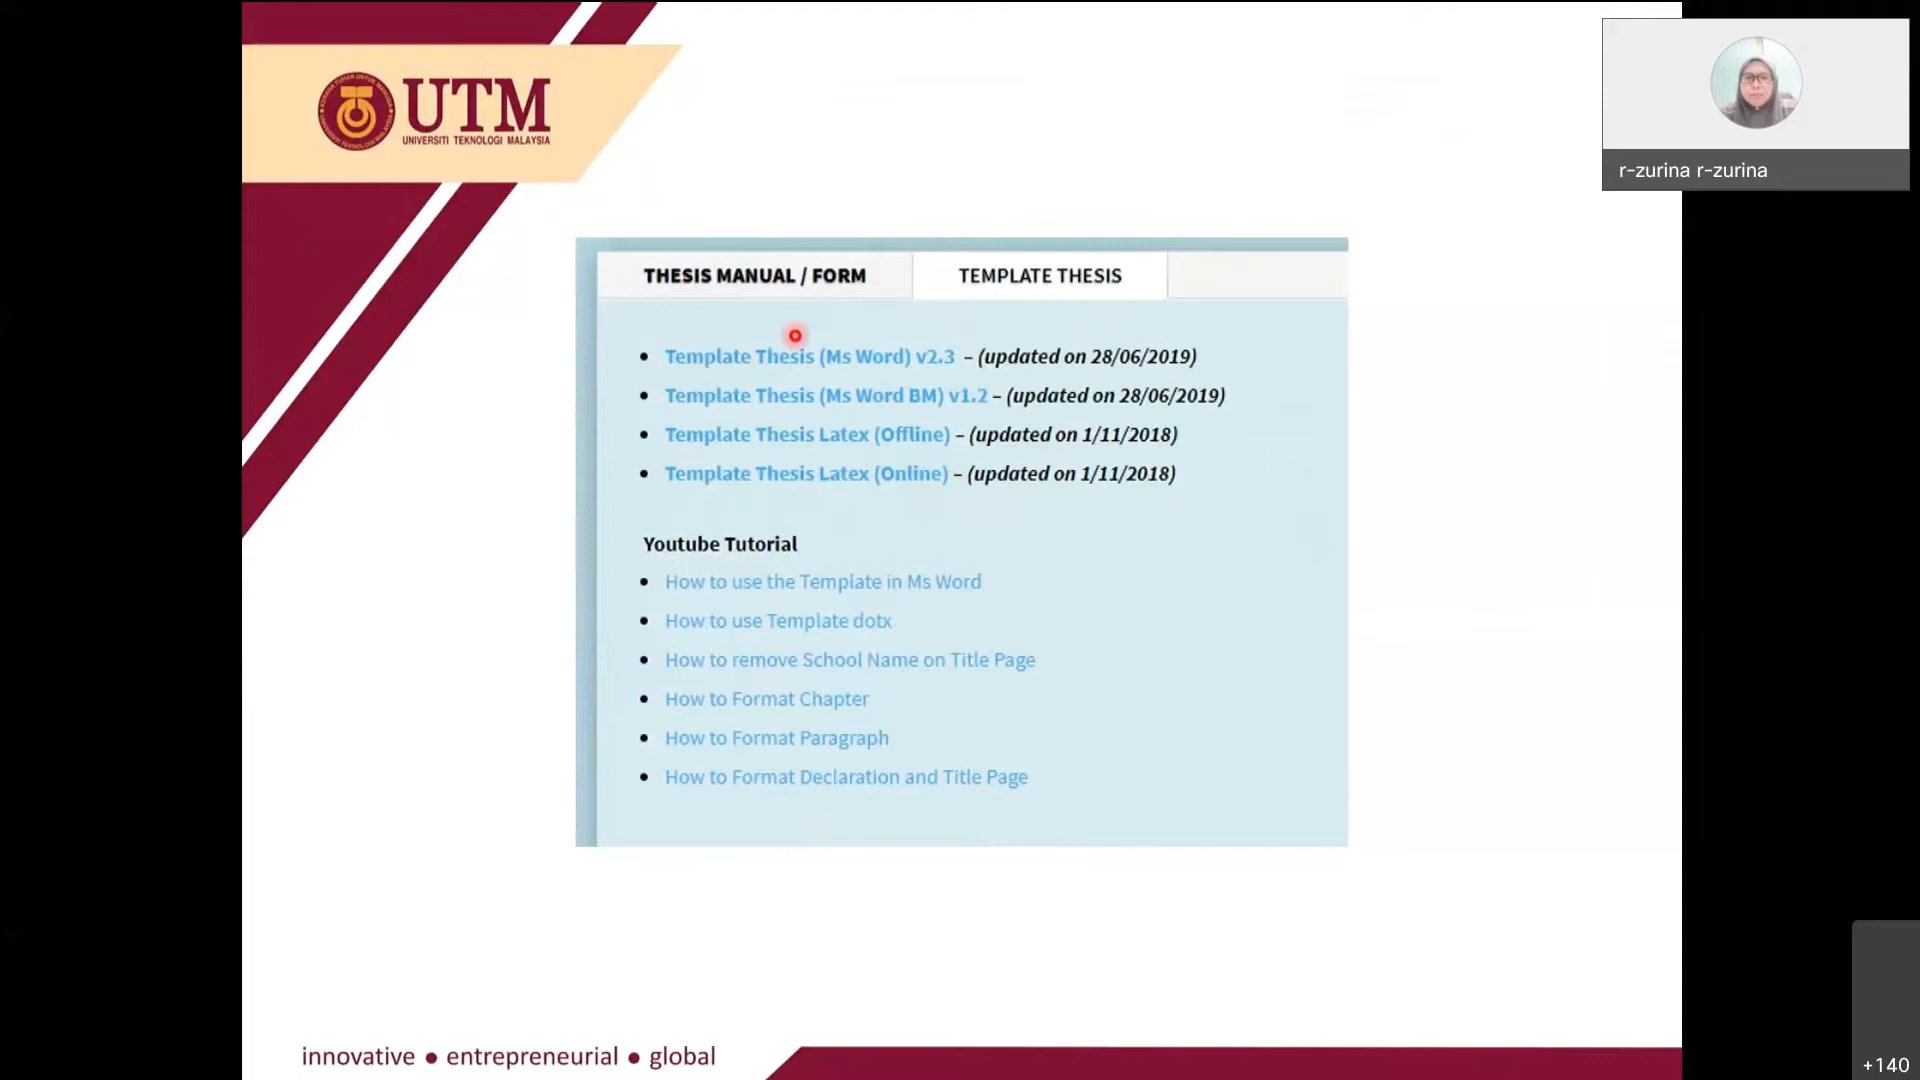 UTM
UNIVERSITI TEKNOLOGI MALAYSIA
r-zurina r-zurina
THESIS MANUAL / FORM
TEMPLATE THESIS
• Template Thesis (Ms Word) v2.3 – (updated on 28/06/2019)
• Template Thesis (Ms Word BM) v1.2 – (updated on 28/06/2019)
• Template Thesis Latex (Offline) – (updated on 1/11/2018)
• Template Thesis Latex (Online) – (updated on 1/11/2018)
Youtube Tutorial
• How to use the Template in Ms Word
• How to use Template dotx
• How to remove School Name on Title Page
• How to Format Chapter
• How to Format Paragraph
• How to Format Declaration and Title Page
innovative ● entrepreneurial ● global
+140